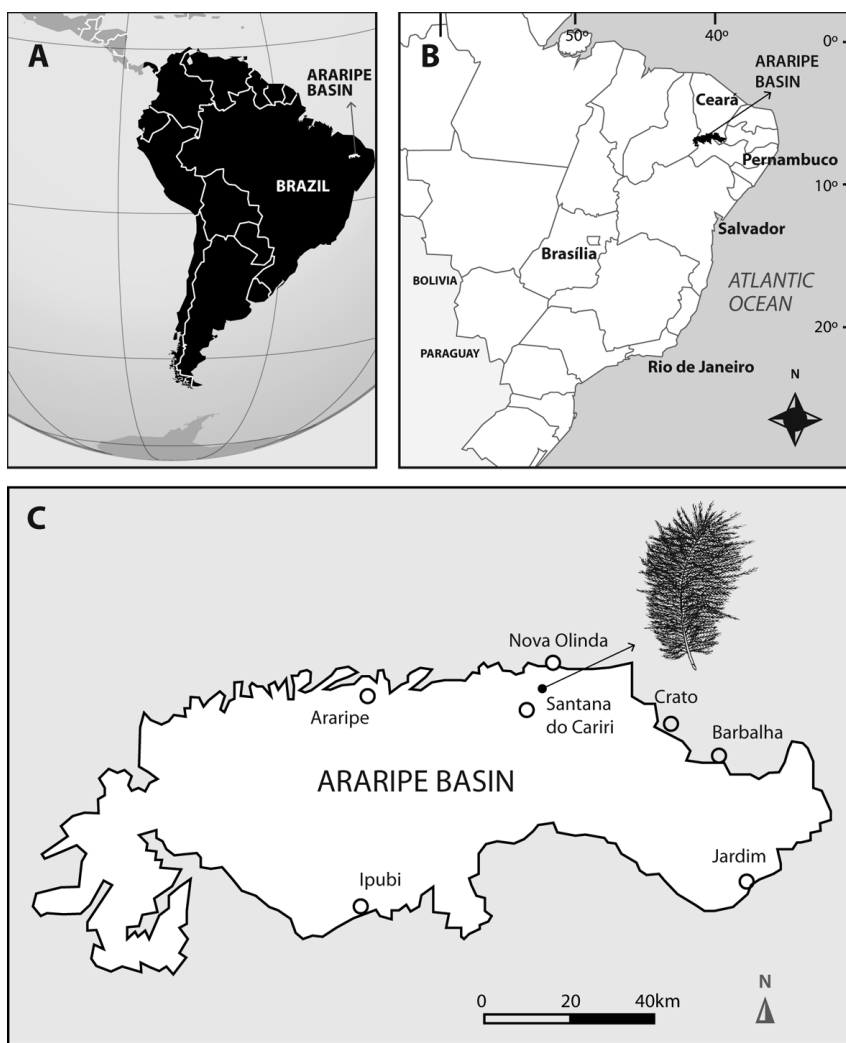 A
ARARIPE
BASIN
BRAZIL
B
50º
40º
0º
ARARIPE
BASIN
Ceará
Pernambuco
10º
Salvador
Brasília
BOLIVIA
ATLANTIC
OCEAN
20º
PARAGUAY
Rio de Janeiro
N
C
Nova Olinda
Araripe
Santana
do Cariri
Crato
Barbalha
ARARIPE BASIN
Jardim
Ipubi
N
0 20 40km